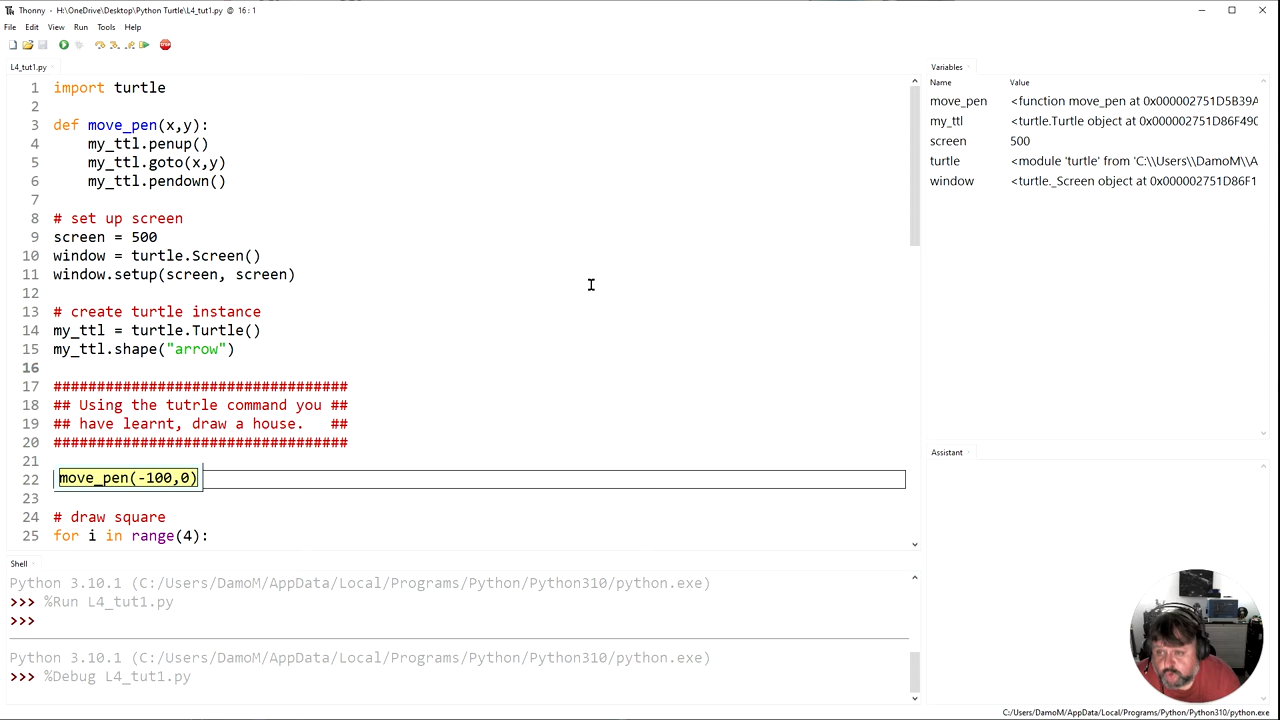 Thonny - H:\OneDrive\Desktop\Python Turtle\L4_tut1.py @ 16 : 1
File Edit View Run Tools Help
L4_tut1.py
1 import turtle
2
3 def move_pen(x,y):
4     my_ttl.penup()
5     my_ttl.goto(x,y)
6     my_ttl.pendown()
7
8 # set up screen
9 screen = 500
10 window = turtle.Screen()
11 window.setup(screen, screen)
12
13 # create turtle instance
14 my_ttl = turtle.Turtle()
15 my_ttl.shape("arrow")
16
17 ##################################
18 ## Using the tutrle command you ##
19 ## have learnt, draw a house.   ##
20 ##################################
21
22 move_pen(-100,0)
23
24 # draw square
25 for i in range(4):
Variables
Name Value
move_pen <function move_pen at 0x000002751D5B39A
my_ttl <turtle.Turtle object at 0x000002751D86F490
screen 500
turtle <module 'turtle' from 'C:\\Users\\DamoM\\A
window <turtle._Screen object at 0x000002751D86F1
Assistant
Shell
Python 3.10.1 (C:/Users/DamoM/AppData/Local/Programs/Python/Python310/python.exe)
>>> %Run L4_tut1.py
>>>
Python 3.10.1 (C:/Users/DamoM/AppData/Local/Programs/Python/Python310/python.exe)
>>> %Debug L4_tut1.py
C:/Users/DamoM/AppData/Local/Programs/Python/Python310/python.exe